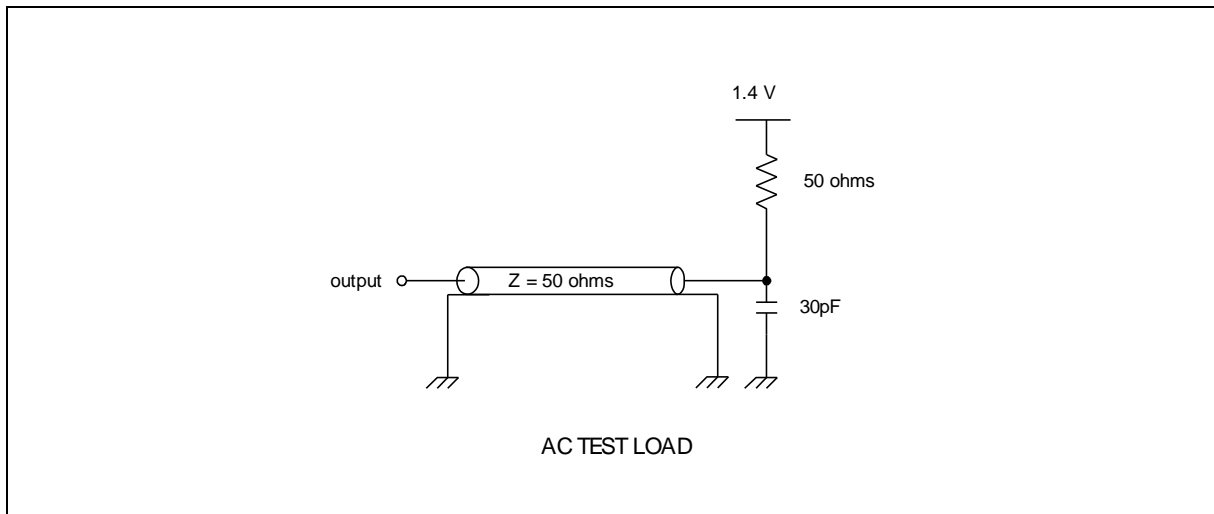 1.4 V
50 ohms
output
Z = 50 ohms
30pF
AC TEST LOAD